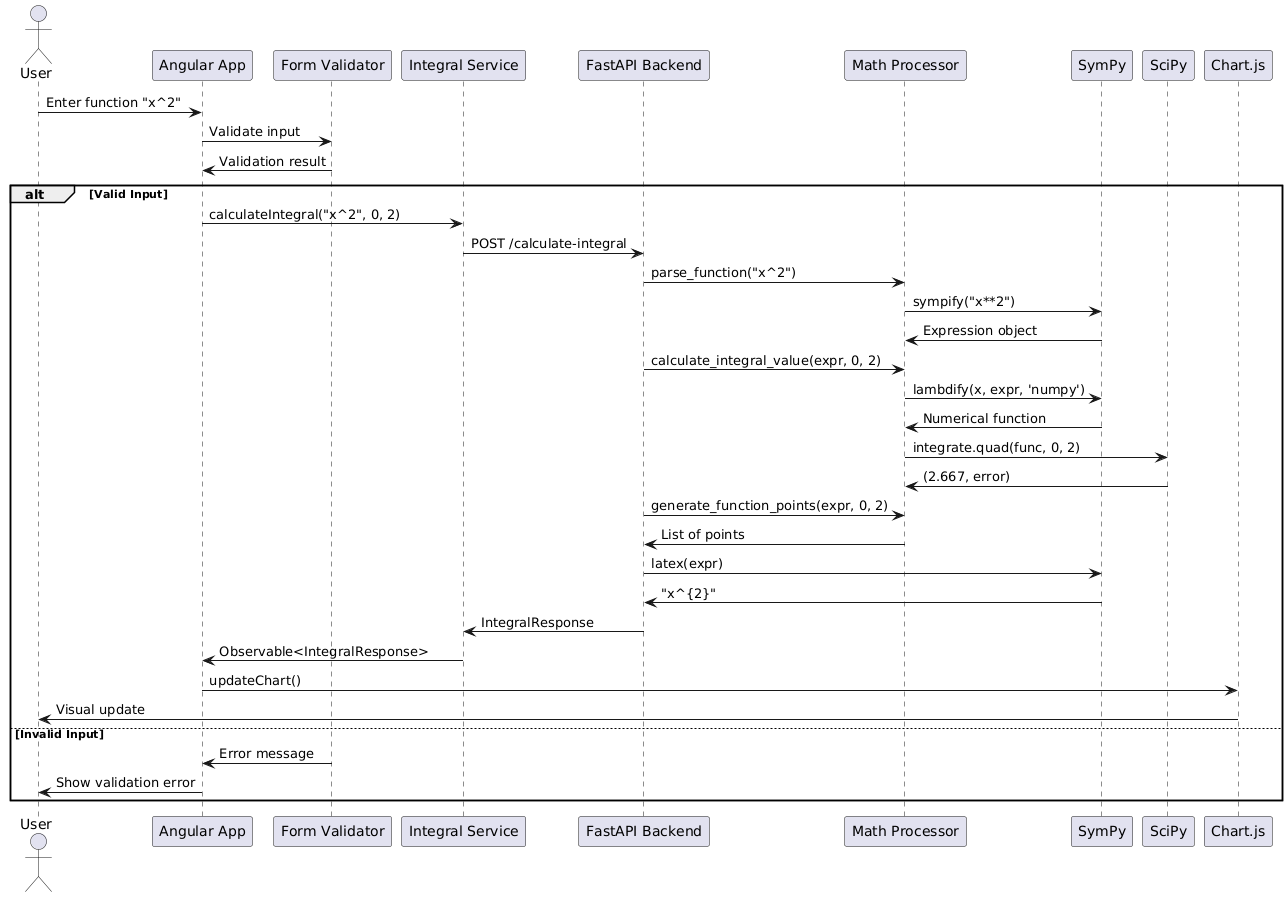 User
Angular App
Form Validator
Integral Service
FastAPI Backend
Math Processor
SymPy
SciPy
Chart.js
Enter function "x^2"
Validate input
Validation result
alt
[Valid Input]
calculateIntegral("x^2", 0, 2)
POST /calculate-integral
parse_function("x^2")
sympify("x**2")
Expression object
calculate_integral_value(expr, 0, 2)
lambdify(x, expr, 'numpy')
Numerical function
integrate.quad(func, 0, 2)
(2.667, error)
generate_function_points(expr, 0, 2)
List of points
latex(expr)
"x^{2}"
IntegralResponse
Observable<IntegralResponse>
updateChart()
Visual update
[Invalid Input]
Error message
Show validation error
User
Angular App
Form Validator
Integral Service
FastAPI Backend
Math Processor
SymPy
SciPy
Chart.js